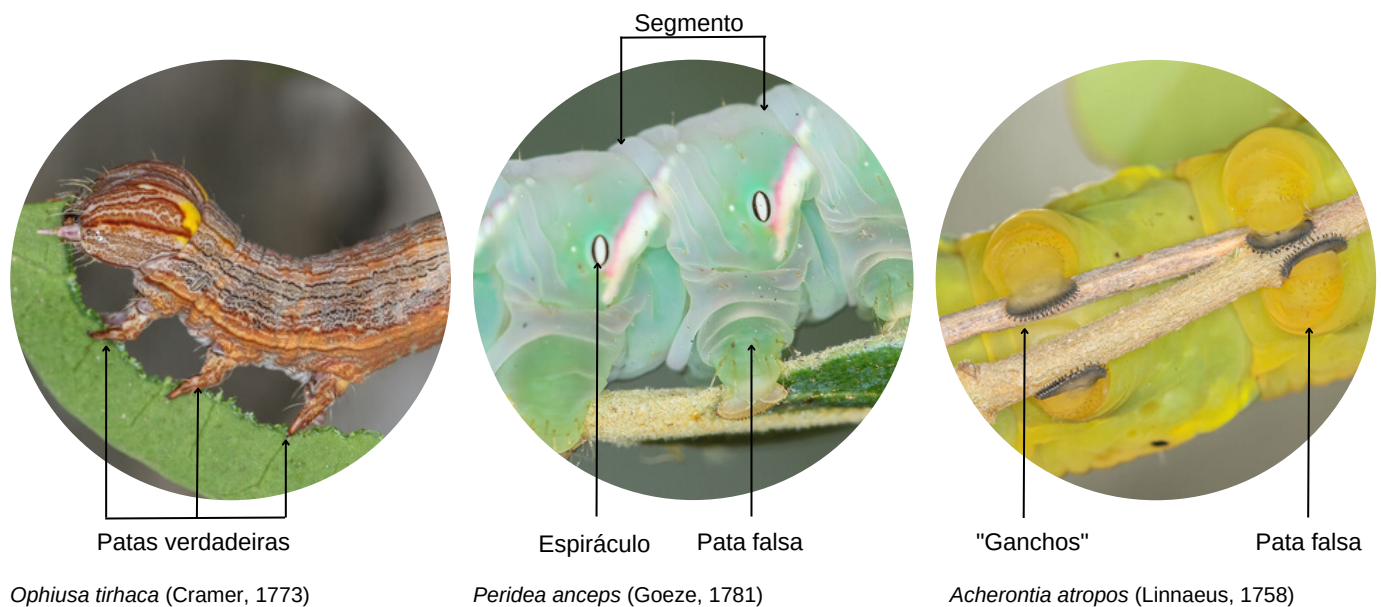 Segmento
Patas verdadeiras
Espiráculo
Pata falsa
"Ganchos"
Pata falsa
Ophiusa tirhaca (Cramer, 1773)
Peridea anceps (Goeze, 1781)
Acherontia atropos (Linnaeus, 1758)